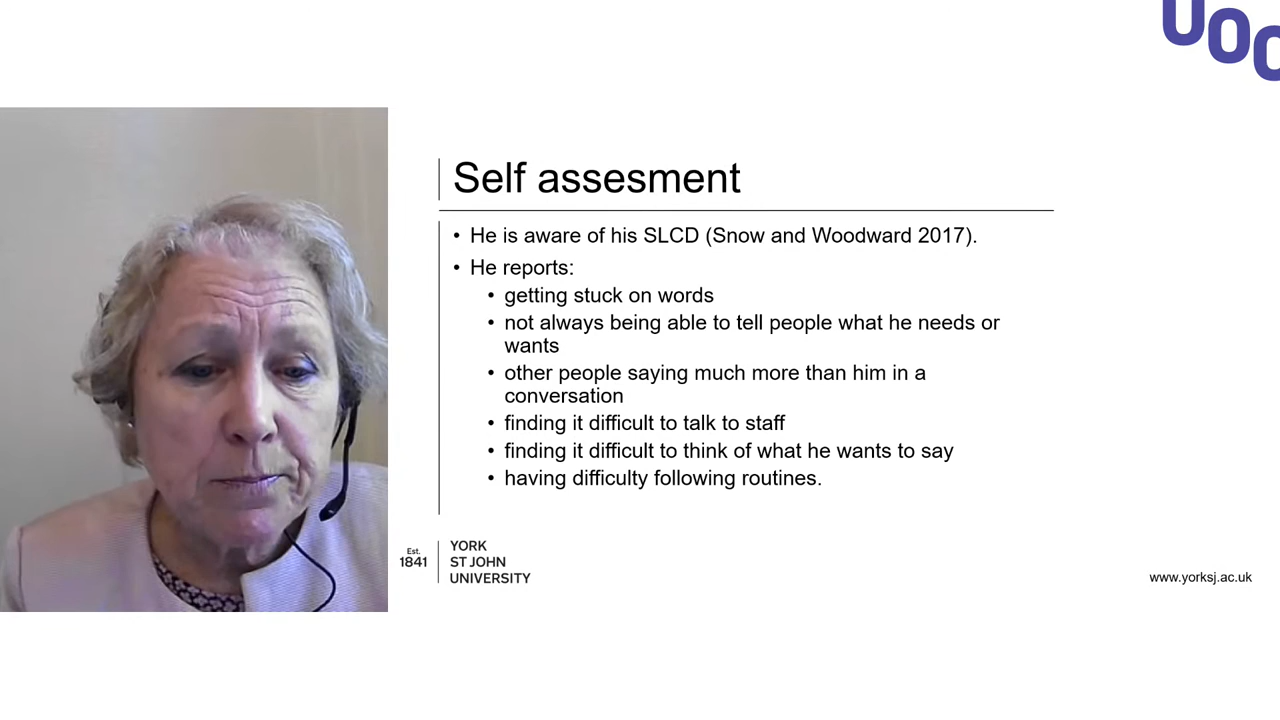 UOC
Self assesment
• He is aware of his SLCD (Snow and Woodward 2017).
• He reports:
• getting stuck on words
• not always being able to tell people what he needs or
wants
• other people saying much more than him in a
conversation
• finding it difficult to talk to staff
• finding it difficult to think of what he wants to say
• having difficulty following routines.
Est.
1841
YORK
ST JOHN
UNIVERSITY
www.yorksj.ac.uk